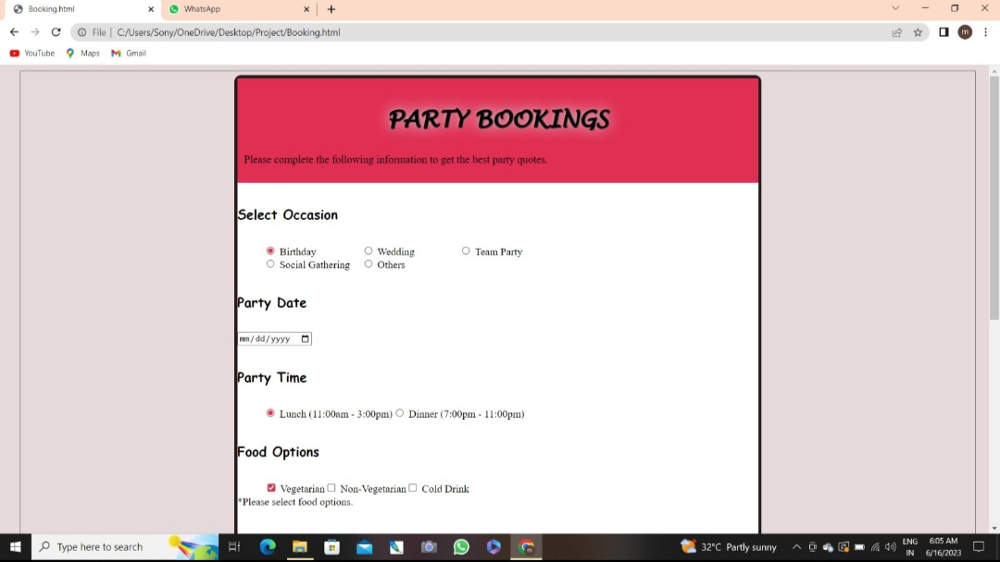 Booking.html
WhatsApp
File | C:/Users/Sony/OneDrive/Desktop/Project/Booking.html
m
YouTube Maps Gmail
PARTY BOOKINGS
Please complete the following information to get the best party quotes.
Select Occasion
Birthday Wedding Team Party
Social Gathering Others
Party Date
mm/dd/yyyy
Party Time
Lunch (11:00am - 3:00pm) Dinner (7:00pm - 11:00pm)
Food Options
Vegetarian Non-Vegetarian Cold Drink
*Please select food options.
Type here to search
32°C Partly sunny
ENG
IN
6:05 AM
6/16/2023